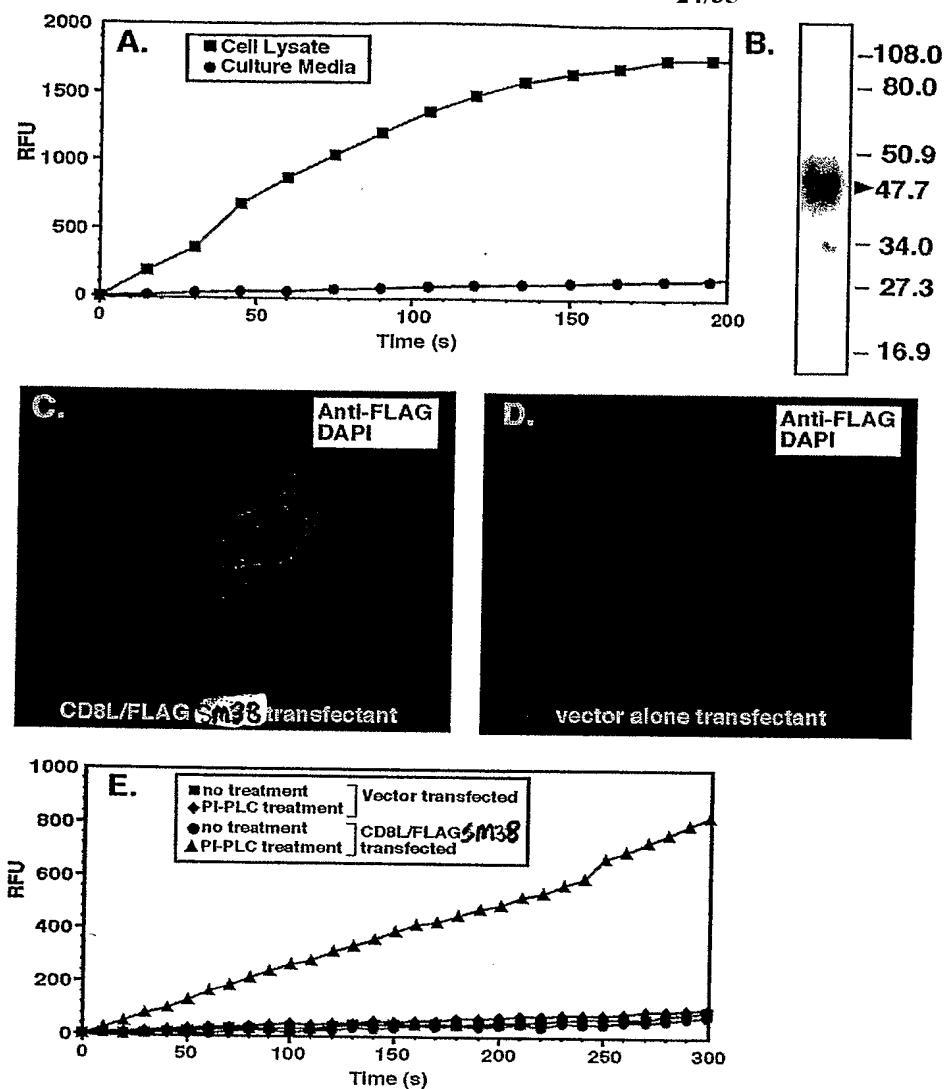 A.
Cell Lysate
Culture Media
2000
1500
1000
500
0
RFU
0 50 100 150 200
Time (s)
B.
108.0
80.0
50.9
47.7
34.0
27.3
16.9
C.
Anti-FLAG
DAPI
CD8L/FLAG SM38 transfectant
D.
Anti-FLAG
DAPI
vector alone transfectant
E.
no treatment
PI-PLC treatment
Vector transfected
no treatment
PI-PLC treatment
CD8L/FLAG SM38
transfected
1000
800
600
400
200
0
RFU
0 50 100 150 200 250 300
Time (s)